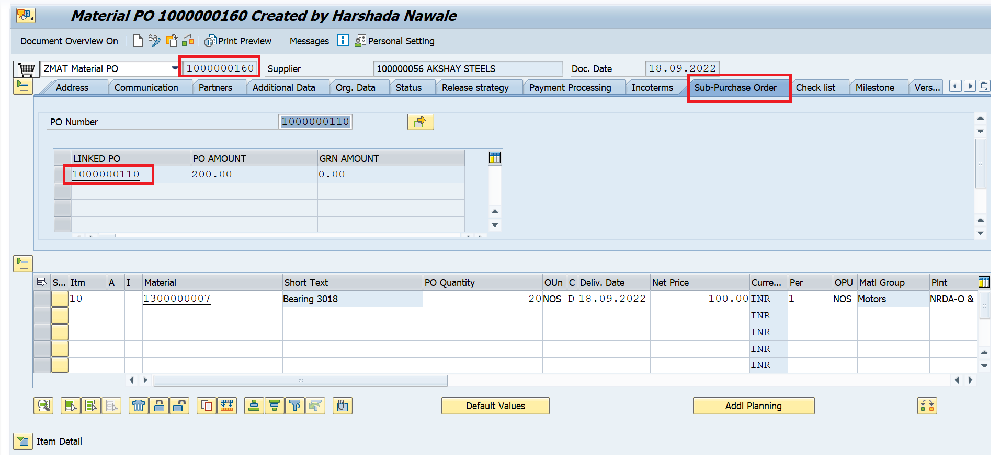 Material PO 1000000160 Created by Harshada Nawale
Document Overview On Print Preview Messages Personal Setting
ZMAT Material PO 1000000160 Supplier 100000056 AKSHAY STEELS Doc. Date 18.09.2022
Address Communication Partners Additional Data Org. Data Status Release strategy Payment Processing Incoterms Sub-Purchase Order Check list Milestone Vers...
PO Number 1000000110
LINKED PO PO AMOUNT GRN AMOUNT
1000000110 200.00 0.00
S... Itm A I Material Short Text PO Quantity OUn C Deliv. Date Net Price Curre... Per OPU Matl Group Plnt
10 1300000007 Bearing 3018 20 NOS D 18.09.2022 100.00 INR 1 NOS Motors NRDA-O &
INR
INR
INR
INR
Default Values Addl Planning
Item Detail